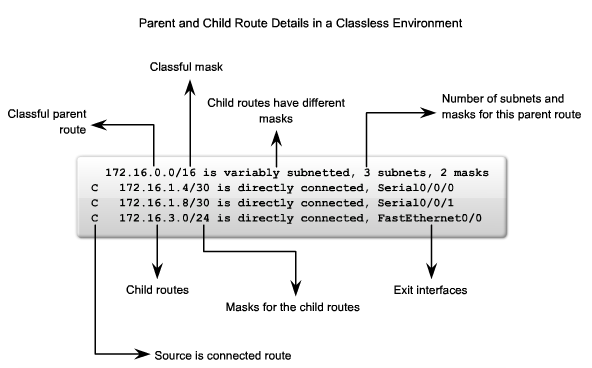 Parent and Child Route Details in a Classless Environment
Classful mask
Classful parent
route
Child routes have different
masks
Number of subnets and
masks for this parent route
172.16.0.0/16 is variably subnetted, 3 subnets, 2 masks
C 172.16.1.4/30 is directly connected, Serial0/0/0
C 172.16.1.8/30 is directly connected, Serial0/0/1
C 172.16.3.0/24 is directly connected, FastEthernet0/0
Child routes
Masks for the child routes
Exit interfaces
Source is connected route